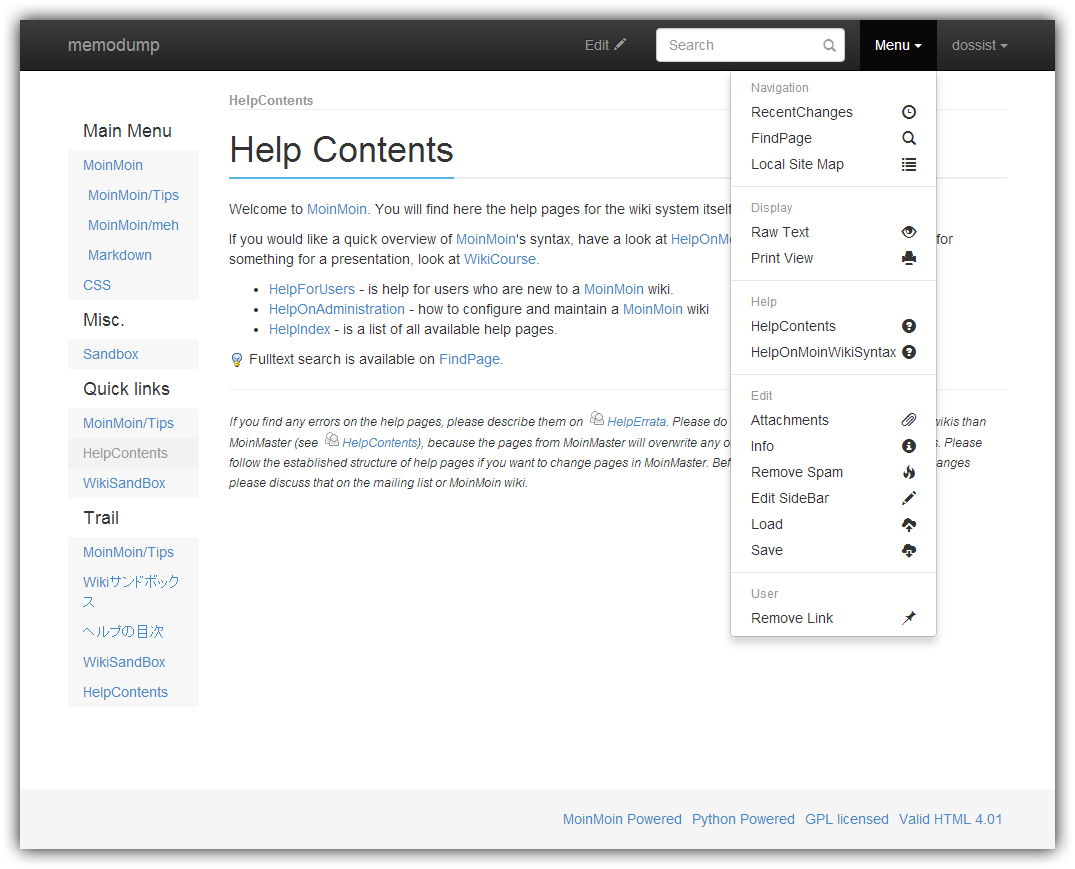 memodump
Edit
Search
Menu
dossist
Main Menu
MoinMoin
MoinMoin/Tips
MoinMoin/meh
Markdown
CSS
Misc.
Sandbox
Quick links
MoinMoin/Tips
HelpContents
WikiSandBox
Trail
MoinMoin/Tips
Wikiサンドボック
ス
ヘルプの目次
WikiSandBox
HelpContents
HelpContents
Help Contents
Welcome to MoinMoin. You will find here the help pages for the wiki system itself
If you would like a quick overview of MoinMoin's syntax, have a look at for
something for a presentation, look at WikiCourse.
• HelpForUsers - is help for users who are new to a MoinMoin wiki.
• HelpOnAdministration - how to configure and maintain a MoinMoin wiki
• HelpIndex - is a list of all available help pages.
Fulltext search is available on FindPage.
If you find any errors on the help pages, please describe them on HelpErrata. Please do wikis than
MoinMaster (see HelpContents), because the pages from MoinMaster will overwrite any Please
follow the established structure of help pages if you want to change pages in MoinMaster.
please discuss that on the mailing list or MoinMoin wiki.
Navigation
RecentChanges
FindPage
Local Site Map
Display
Raw Text
Print View
Help
HelpContents
HelpOnMoinWikiSyntax
Edit
Attachments
Info
Remove Spam
Edit SideBar
Load
Save
User
Remove Link
MoinMoin Powered Python Powered GPL licensed Valid HTML 4.01